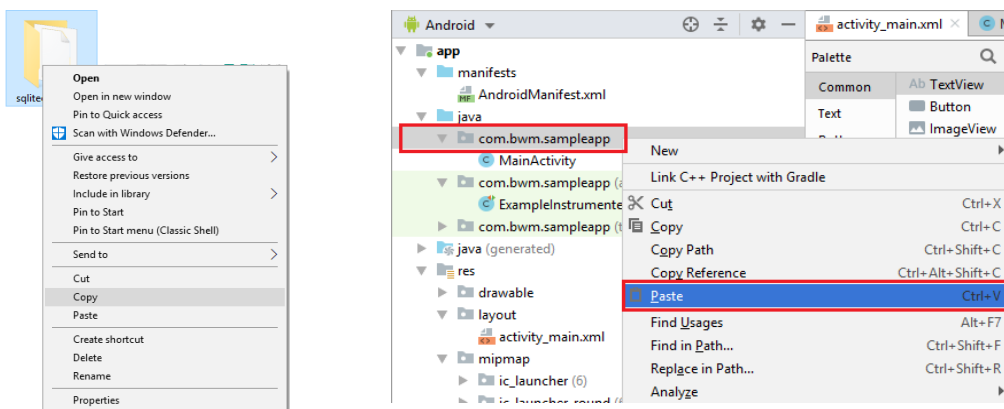 Open
Open in new window
Pin to Quick access
Scan with Windows Defender...
Give access to
Restore previous versions
Include in library
Pin to Start
Pin to Start menu (Classic Shell)
Send to
Cut
Copy
Paste
Create shortcut
Delete
Rename
Properties
Android
app
manifests
MF AndroidManifest.xml
java
com.bwm.sampleapp
C MainActivity
com.bwm.sampleapp
com.bwm.sampleapp
java (generated)
res
drawable
layout
activity_main.xml
mipmap
ic_launcher (6)
activity_main.xml
C
Palette
Common
Text
Ab TextView
Button
ImageView
New
Link C++ Project with Gradle
Cut Ctrl+X
Copy Ctrl+C
Copy Path Ctrl+Shift+C
Copy Reference Ctrl+Alt+Shift+C
Paste Ctrl+V
Find Usages Alt+F7
Find in Path... Ctrl+Shift+F
Replace in Path... Ctrl+Shift+R
Analyze